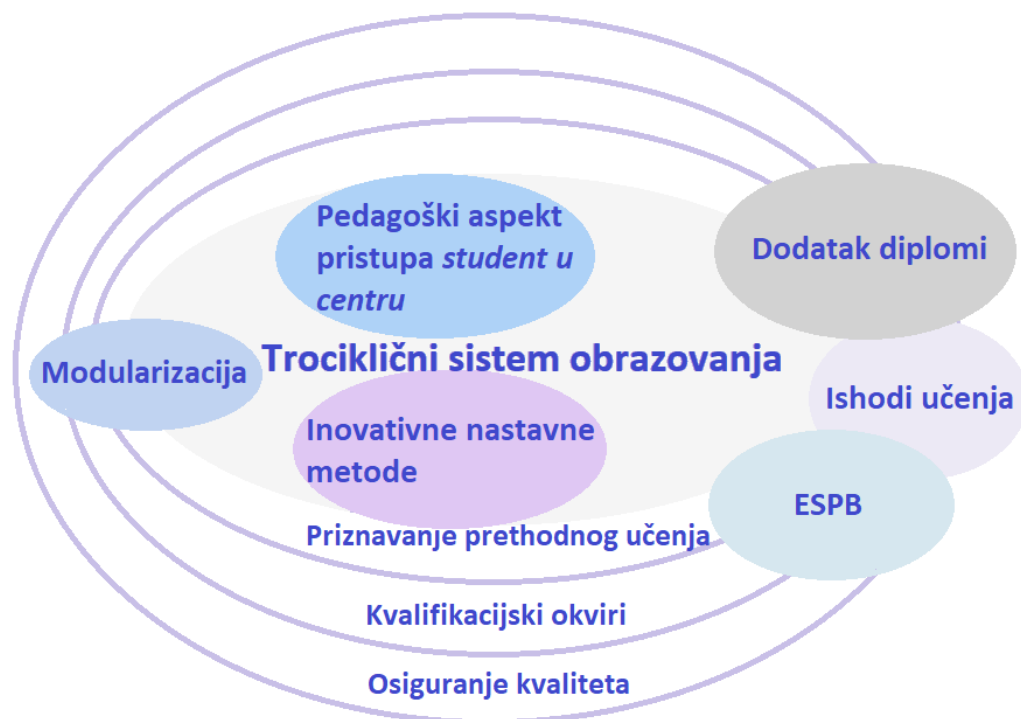 Pedagoški aspekt
pristupa student u
centru
Dodatak diplomi
Modularizacija
Trociklični sistem obrazovanja
Ishodi učenja
Inovativne nastavne
metode
ESPB
Priznavanje prethodnog učenja
Kvalifikacijski okviri
Osiguranje kvaliteta